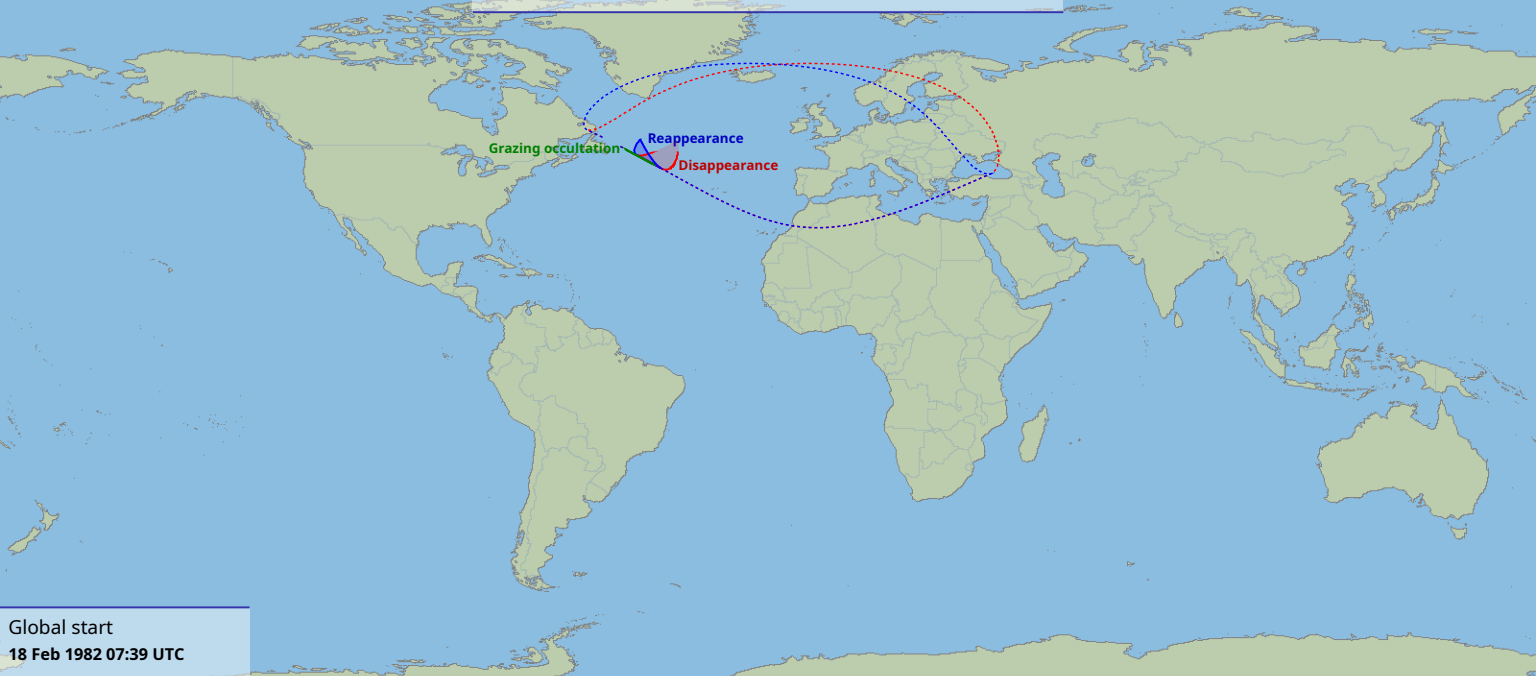 Reappearance
Grazing occultation
Disappearance
Global start
18 Feb 1982 07:39 UTC